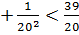 + 1/20² < 39/20